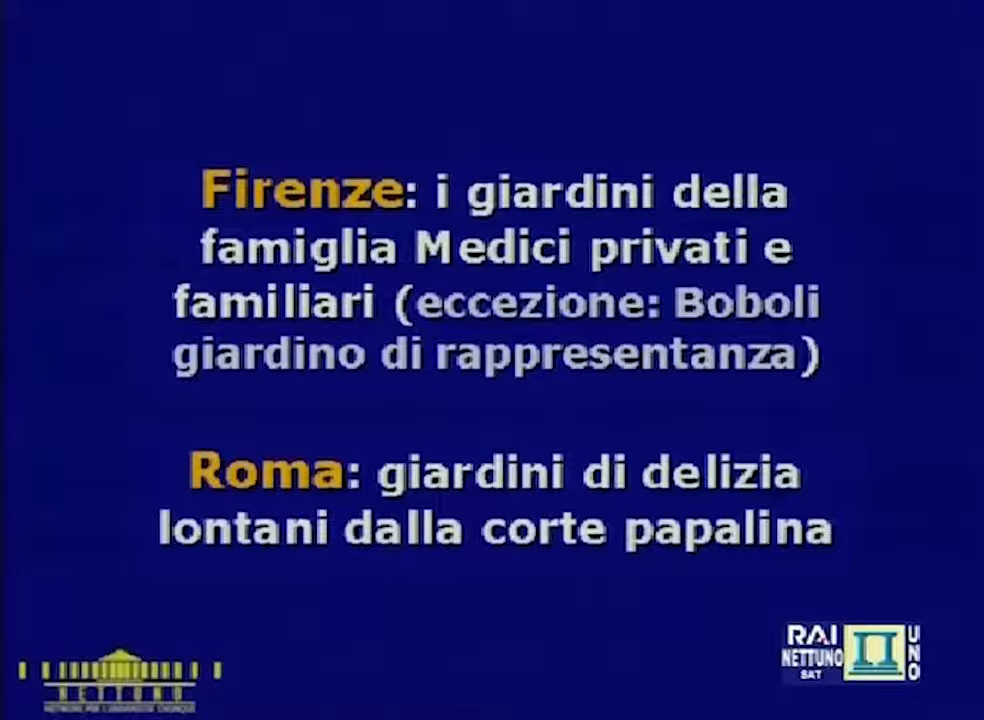 Firenze: i giardini della
famiglia Medici privati e
familiari (eccezione: Boboli
giardino di rappresentanza)
Roma: giardini di delizia
lontani dalla corte papalina
RAI
NETTUNO
SAT
UNO
NETTUNO